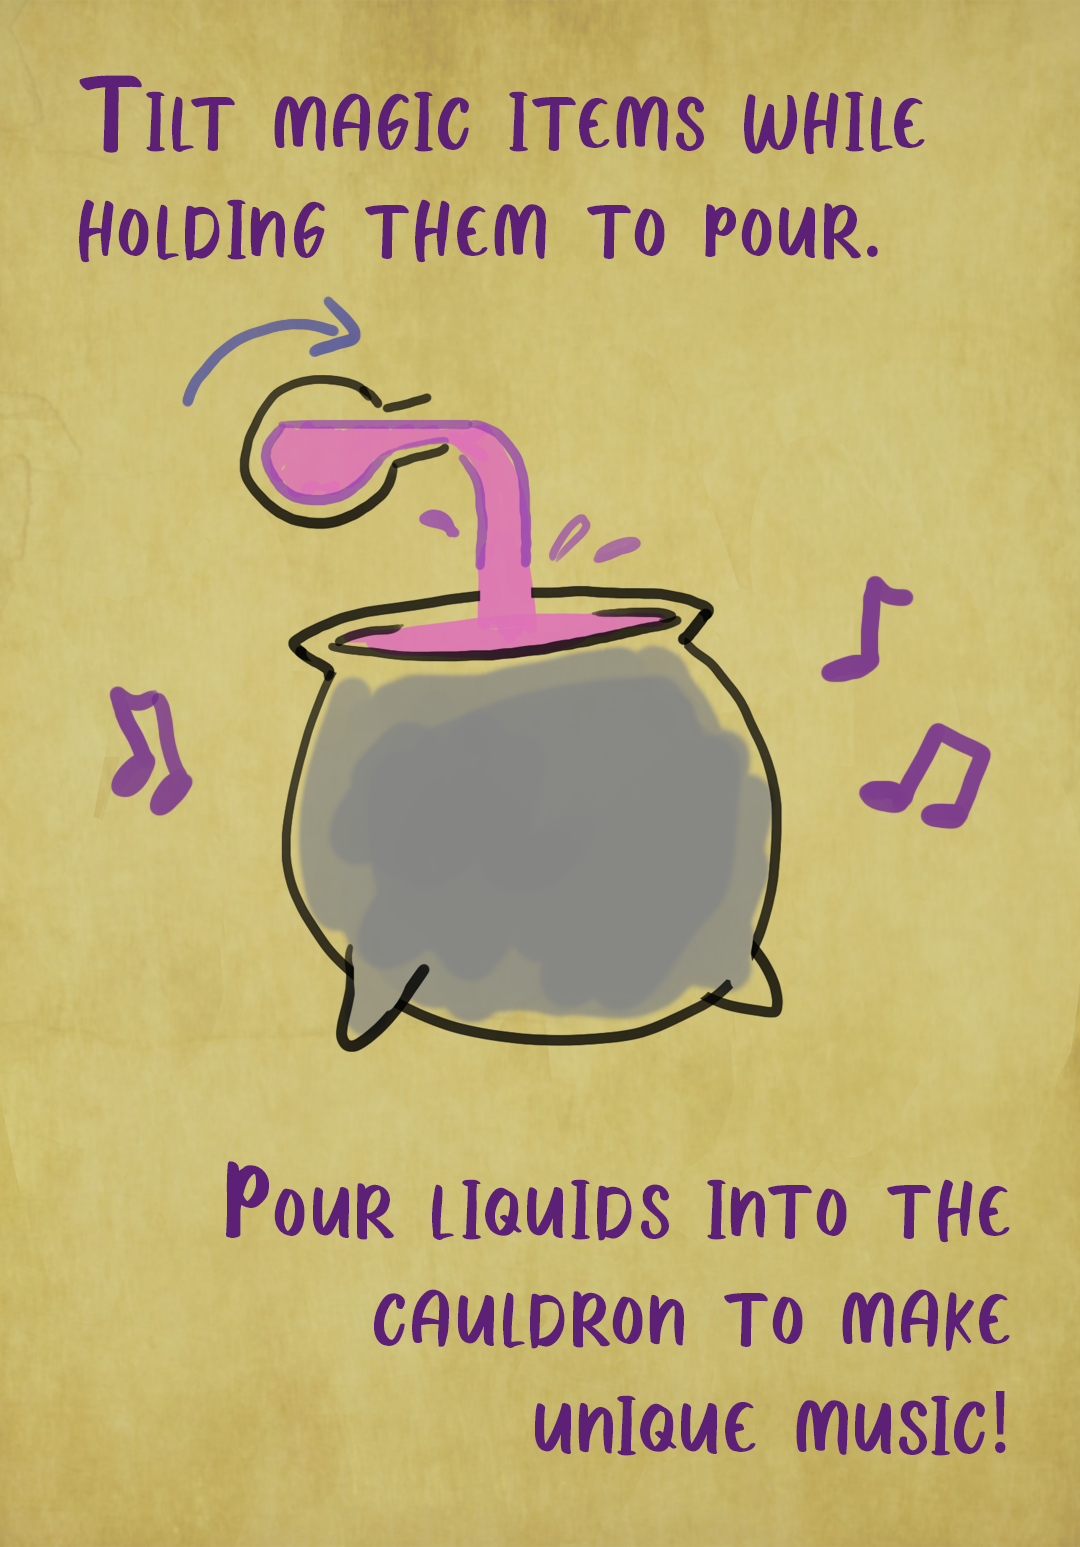 Tilt magic items while
holding them to pour.
Pour liquids into the
cauldron to make
unique music!